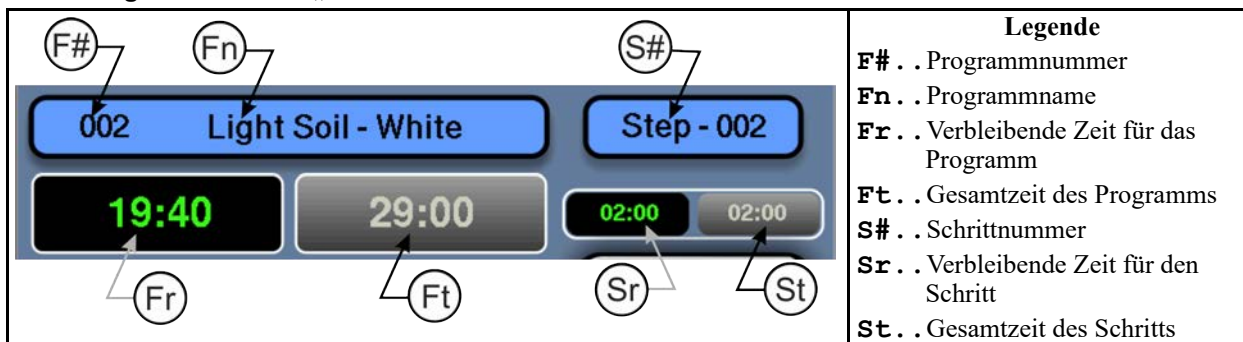 F#
Fn
S#
002 Light Soil - White
Step - 002
19:40
29:00
02:00
02:00
Fr
Ft
Sr
St
Legende
F#..Programmnummer
Fn..Programmname
Fr..Verbleibende Zeit für das
Programm
Ft..Gesamtzeit des Programms
S#..Schrittnummer
Sr..Verbleibende Zeit für den
Schritt
St..Gesamtzeit des Schritts